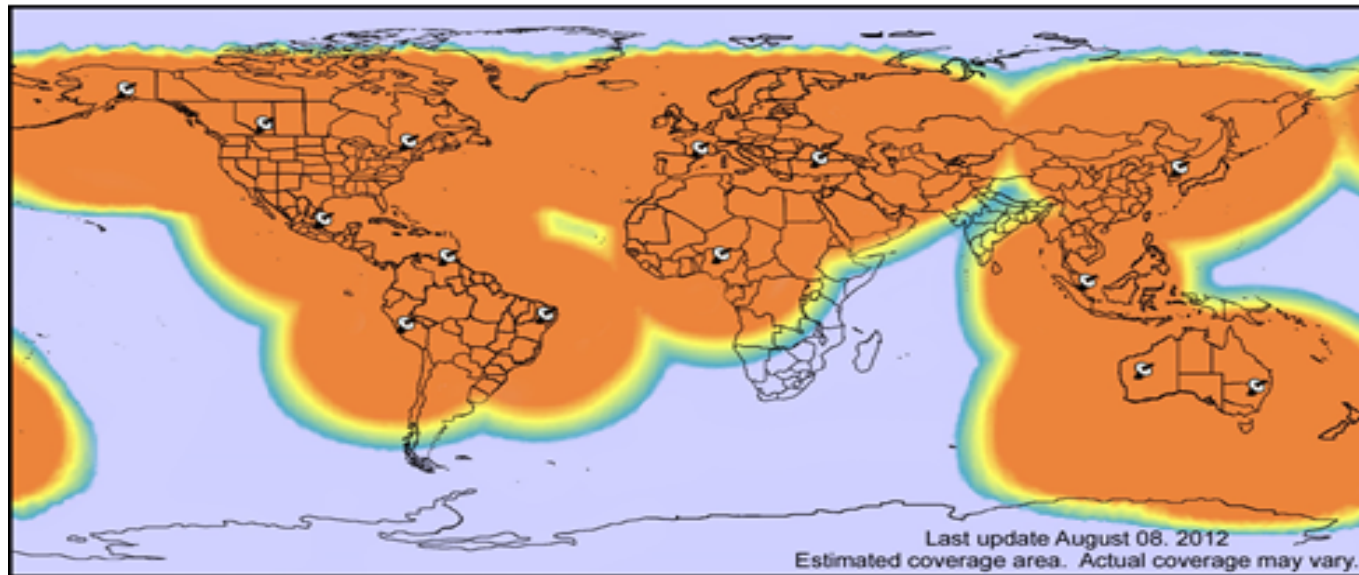 Last update August 08. 2012
Estimated coverage area. Actual coverage may vary.